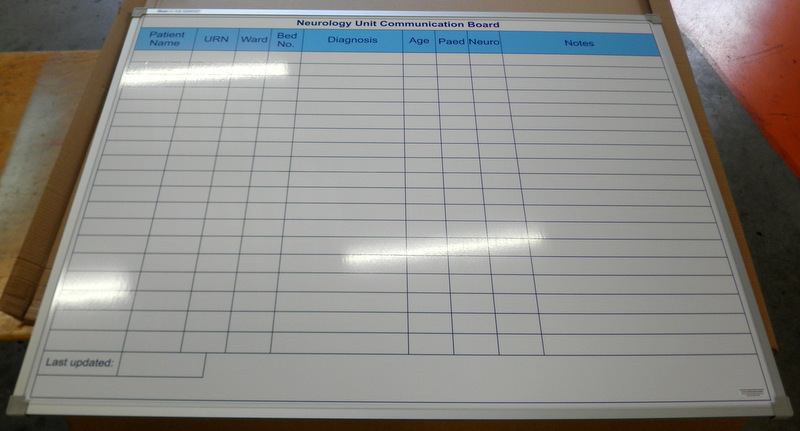 Neurology Unit Communication Board
Patient Name URN Ward Bed No. Diagnosis Age Paed Neuro Notes
Last updated: